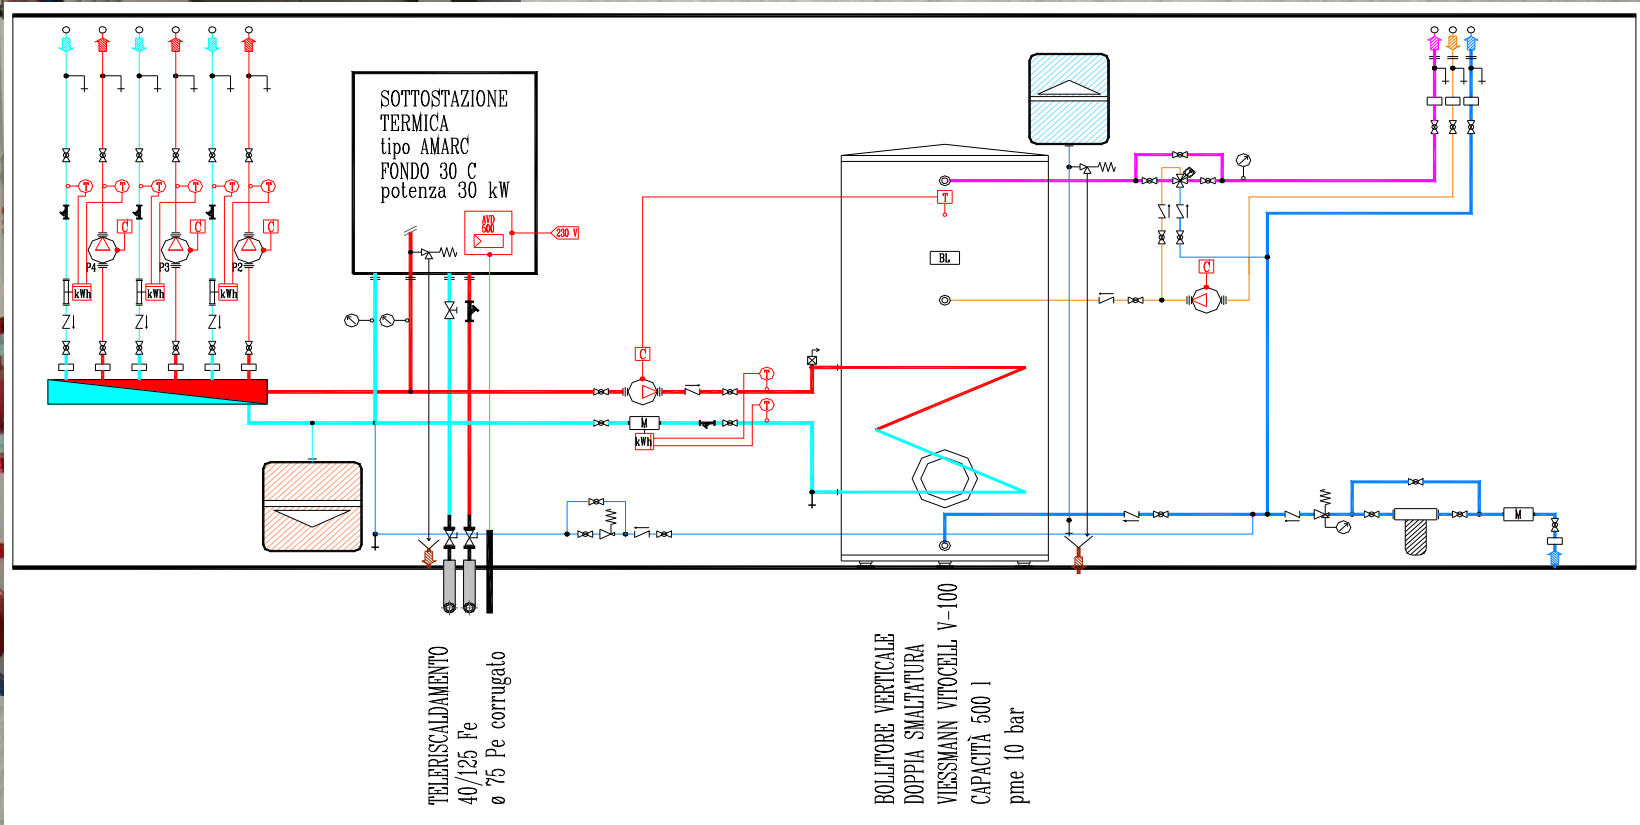 SOTTOSTAZIONE
TERMICA
tipo AMARC
FONDO 30 C
potenza 30 kW
AVD
500
230 V
T
T
T
T
T
T
C
C
C
P4
P3
P2
kWh
kWh
kWh
C
T
T
M
kWh
T
BL
C
M
TELERISCALDAMENTO
40/125 Fe
ø 75 Pe corrugato
BOLLITORE VERTICALE
DOPPIA SMALTATURA
VIESSMANN VITOCELL V-100
CAPACITÀ 500 l
pme 10 bar